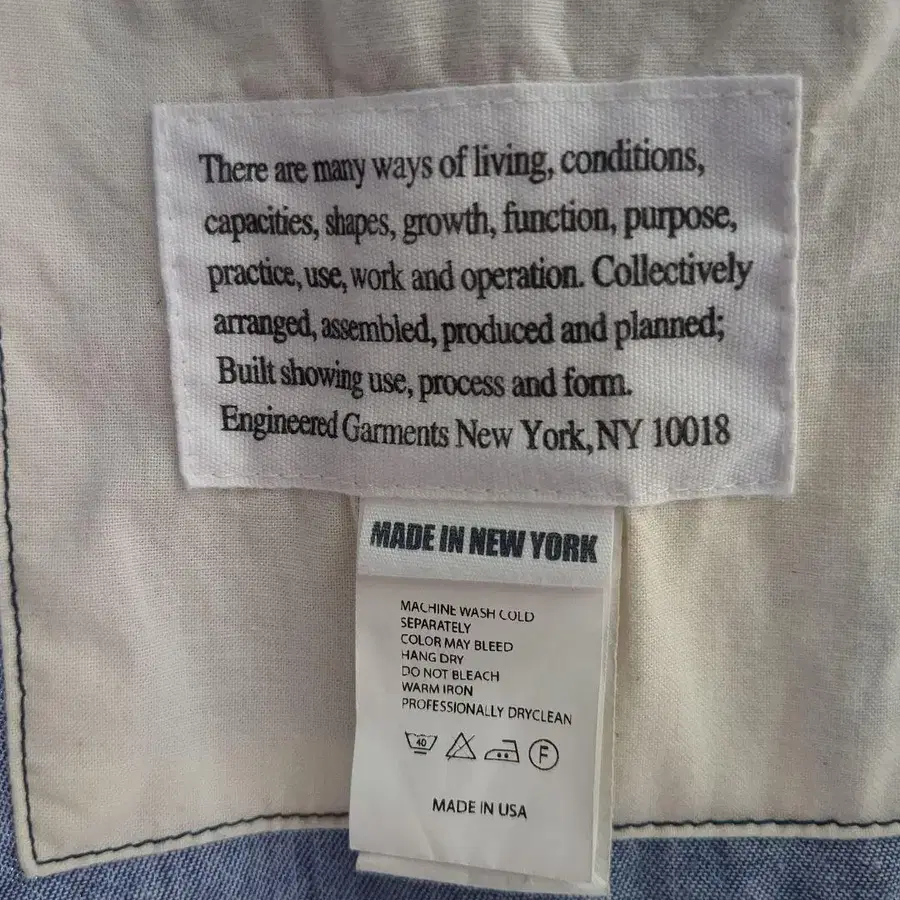 There are many ways of living, conditions,
capacities, shapes, growth, function, purpose,
practice, use, work and operation. Collectively
arranged, assembled, produced and planned;
Built showing use, process and form.
Engineered Garments New York, NY 10018
MADE IN NEW YORK
MACHINE WASH COLD
SEPARATELY
COLOR MAY BLEED
HANG DRY
DO NOT BLEACH
WARM IRON
PROFESSIONALLY DRYCLEAN
40 F
MADE IN USA